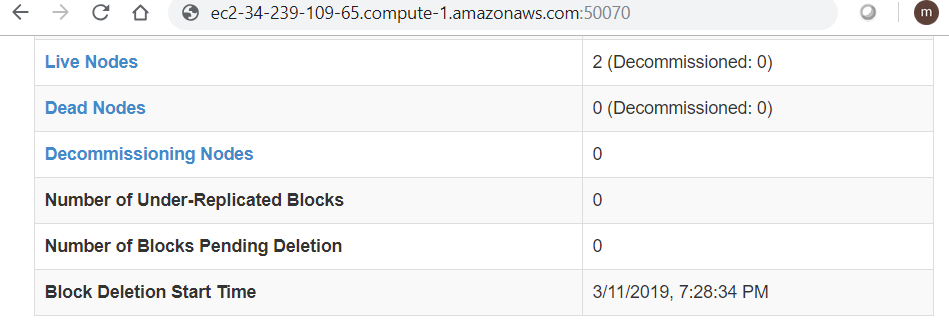 ec2-34-239-109-65.compute-1.amazonaws.com:50070
m
Live Nodes 2 (Decommissioned: 0)
Dead Nodes 0 (Decommissioned: 0)
Decommissioning Nodes 0
Number of Under-Replicated Blocks 0
Number of Blocks Pending Deletion 0
Block Deletion Start Time 3/11/2019, 7:28:34 PM